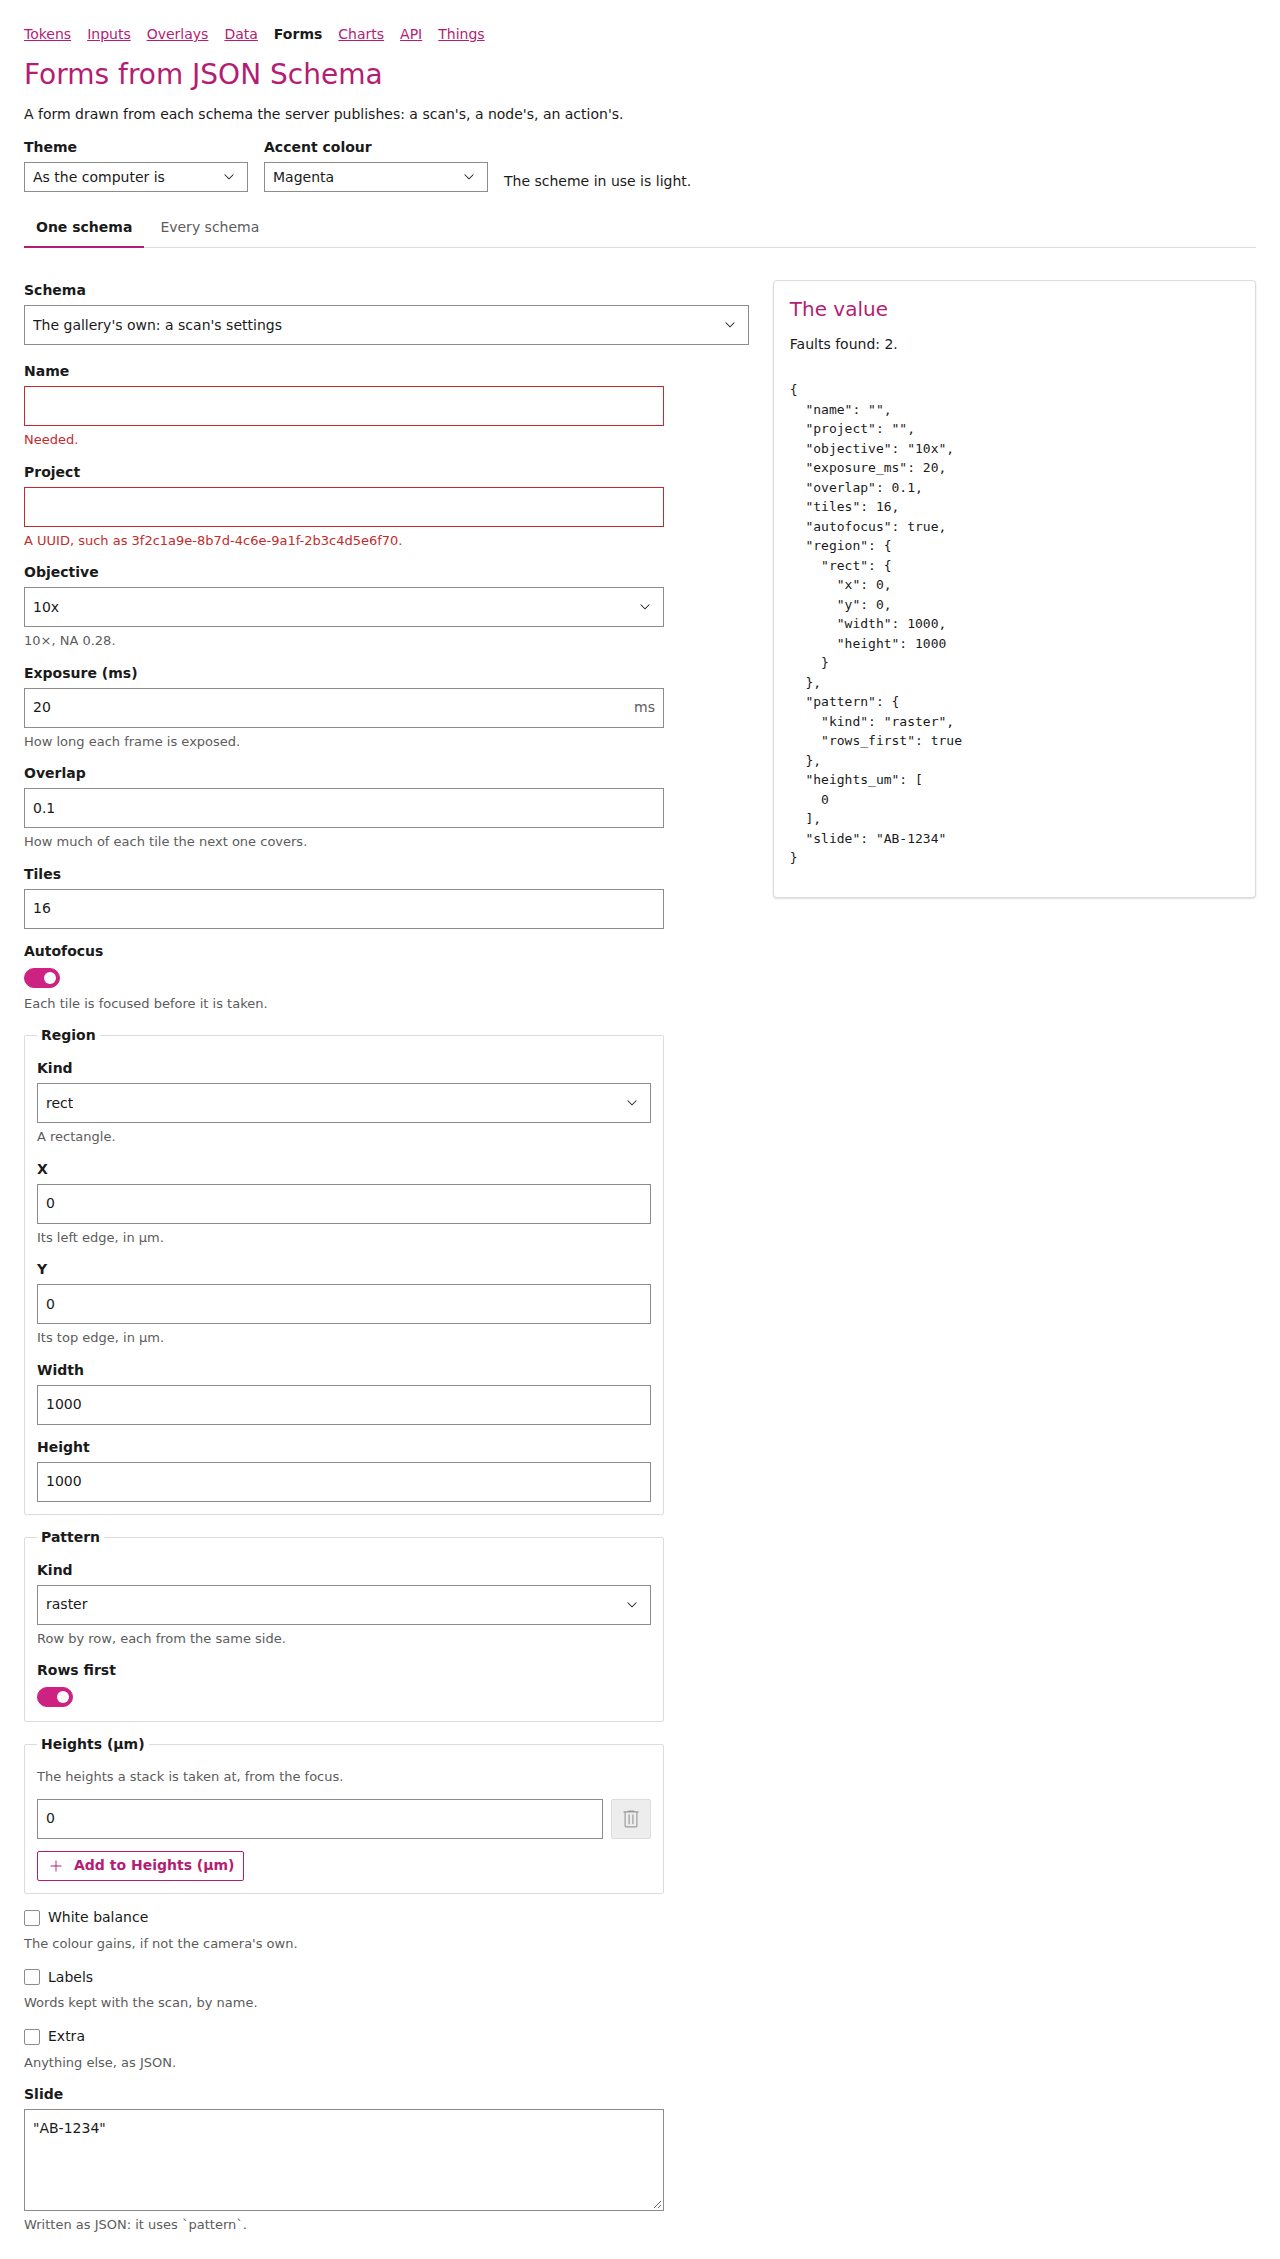 Tokens Inputs Overlays Data Forms Charts API Things
Forms from JSON Schema
A form drawn from each schema the server publishes: a scan's, a node's, an action's.
Theme Accent colour
As the computer is Magenta The scheme in use is light.
One schema Every schema
Schema
The gallery's own: a scan's settings
Name
Needed.
Project
A UUID, such as 3f2c1a9e-8b7d-4c6e-9a1f-2b3c4d5e6f70.
Objective
10x
10×, NA 0.28.
Exposure (ms)
20 ms
How long each frame is exposed.
Overlap
0.1
How much of each tile the next one covers.
Tiles
16
Autofocus
Each tile is focused before it is taken.
Region
Kind
rect
A rectangle.
X
0
Its left edge, in µm.
Y
0
Its top edge, in µm.
Width
1000
Height
1000
Pattern
Kind
raster
Row by row, each from the same side.
Rows first
Heights (µm)
The heights a stack is taken at, from the focus.
0
Add to Heights (µm)
White balance
The colour gains, if not the camera's own.
Labels
Words kept with the scan, by name.
Extra
Anything else, as JSON.
Slide
"AB-1234"
Written as JSON: it uses `pattern`.
The value
Faults found: 2.
{
  "name": "",
  "project": "",
  "objective": "10x",
  "exposure_ms": 20,
  "overlap": 0.1,
  "tiles": 16,
  "autofocus": true,
  "region": {
    "rect": {
      "x": 0,
      "y": 0,
      "width": 1000,
      "height": 1000
    }
  },
  "pattern": {
    "kind": "raster",
    "rows_first": true
  },
  "heights_um": [
    0
  ],
  "slide": "AB-1234"
}